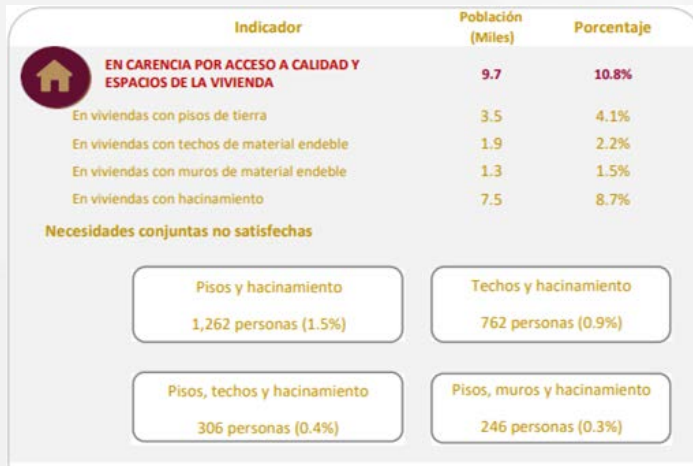 Indicador Población (Miles) Porcentaje
EN CARENCIA POR ACCESO A CALIDAD Y
ESPACIOS DE LA VIVIENDA 9.7 10.8%
En viviendas con pisos de tierra 3.5 4.1%
En viviendas con techos de material endeble 1.9 2.2%
En viviendas con muros de material endeble 1.3 1.5%
En viviendas con hacinamiento 7.5 8.7%
Necesidades conjuntas no satisfechas
Pisos y hacinamiento
1,262 personas (1.5%)
Techos y hacinamiento
762 personas (0.9%)
Pisos, techos y hacinamiento
306 personas (0.4%)
Pisos, muros y hacinamiento
246 personas (0.3%)